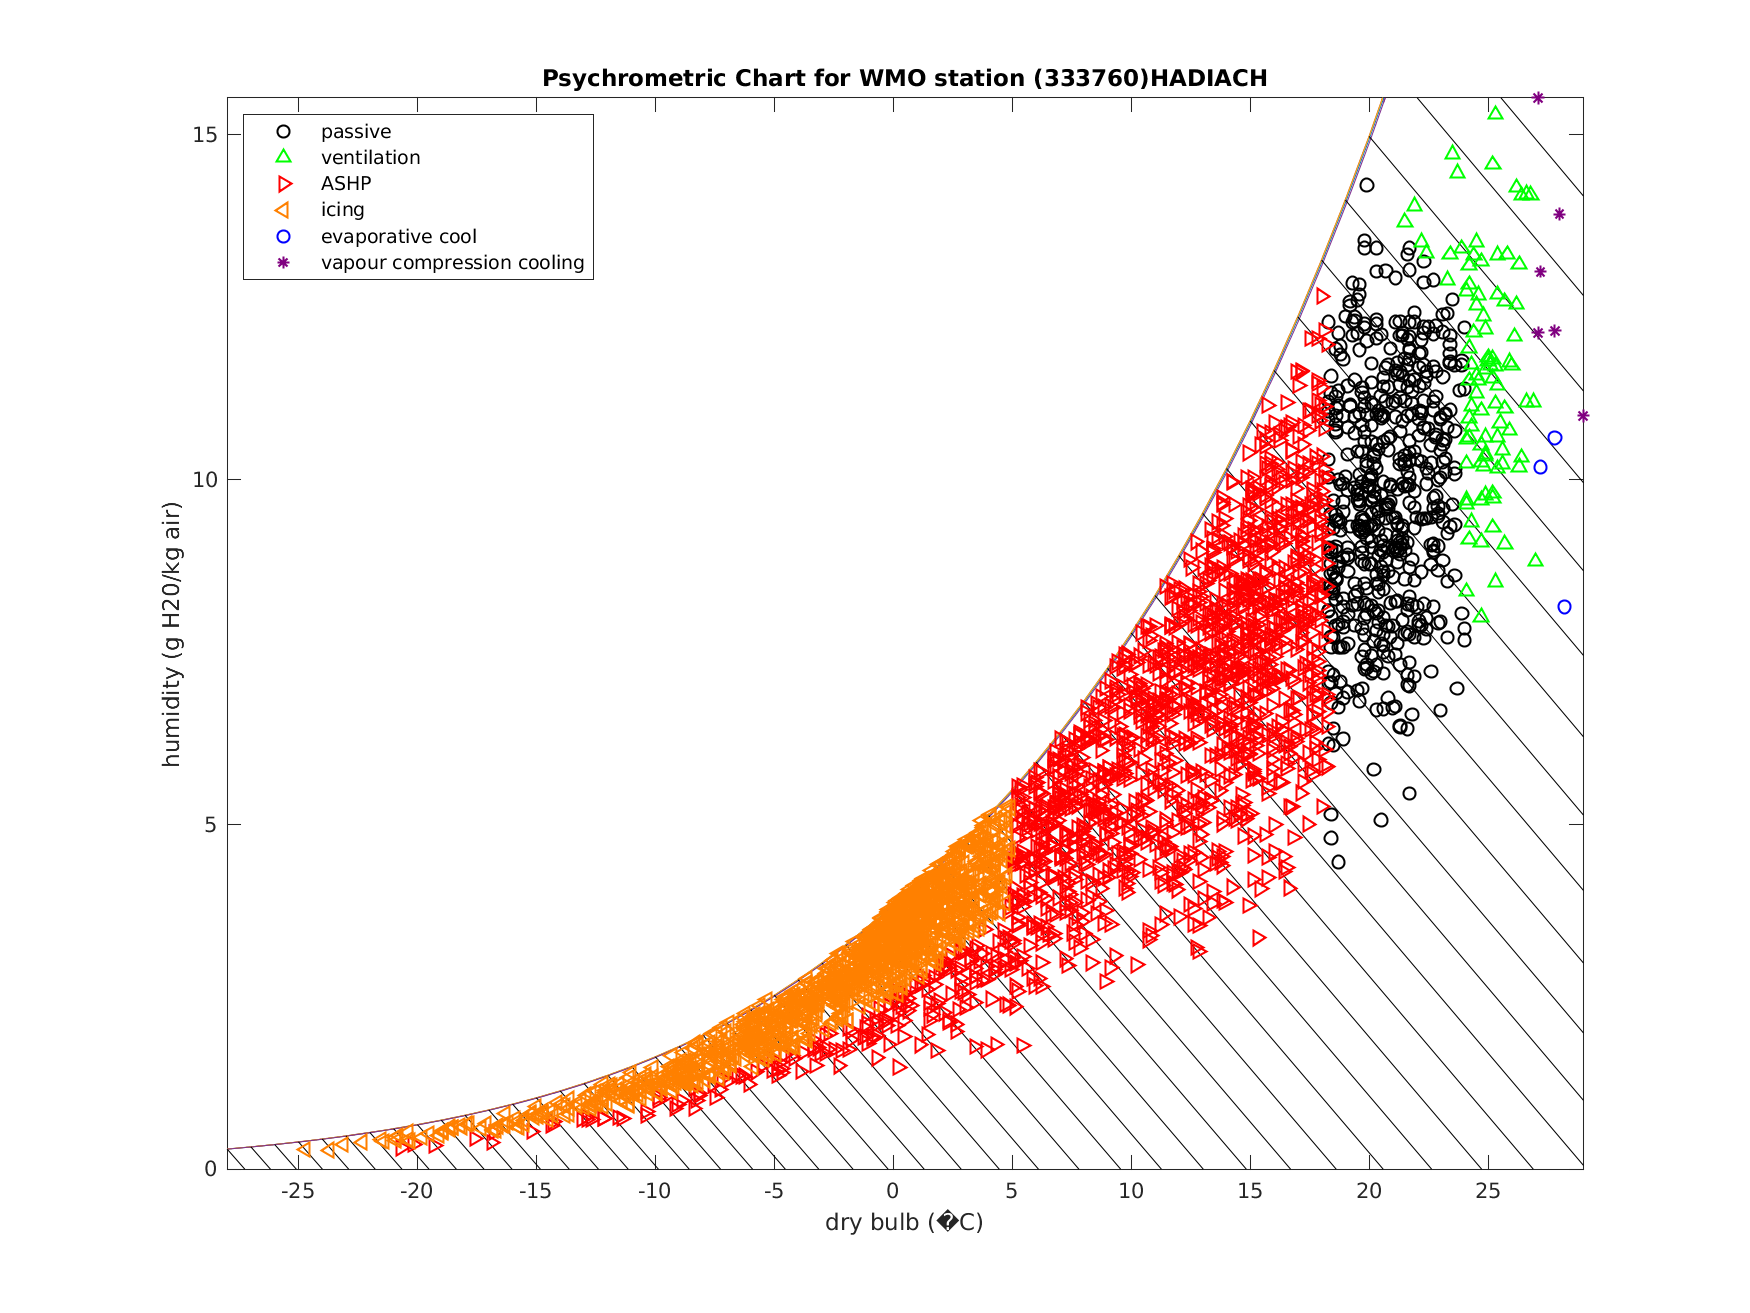 Psychrometric Chart for WMO station (333760)HADIACH
passive
ventilation
ASHP
icing
evaporative cool
vapour compression cooling
humidity (g H20/kg air)
15
10
5
0
-25 -20 -15 -10 -5 0 5 10 15 20 25
dry bulb (�C)